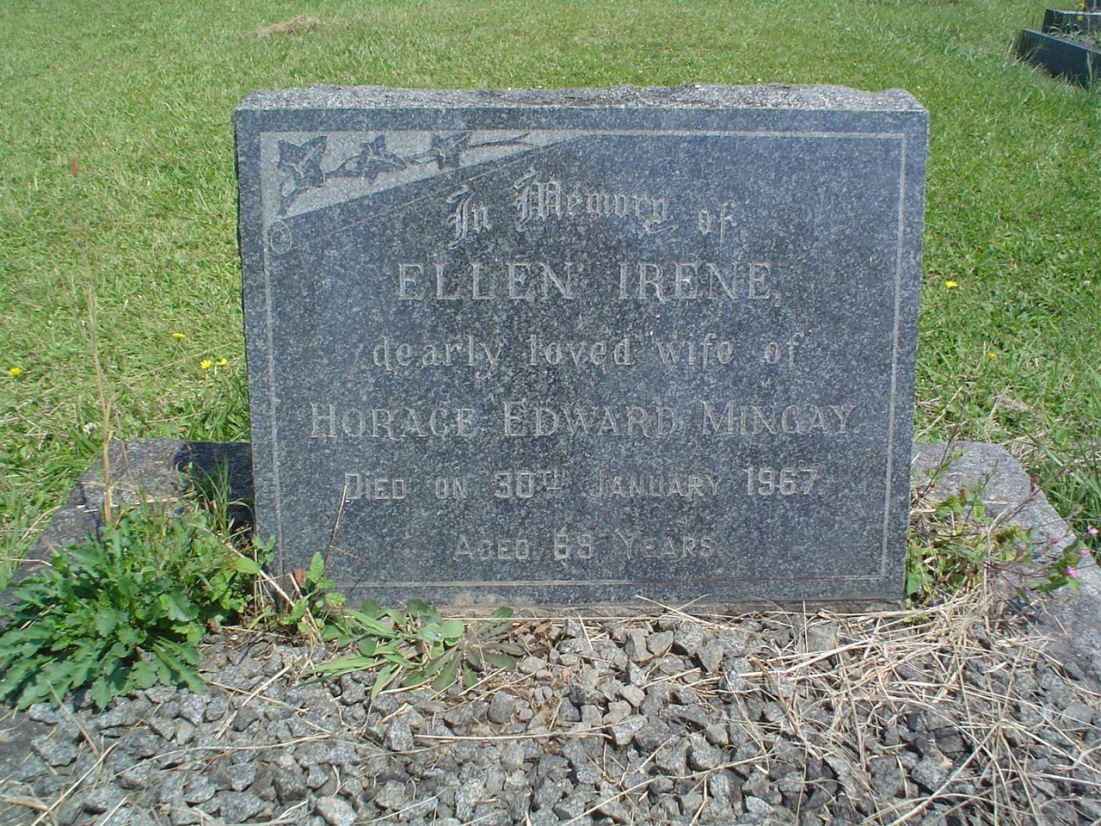 In Memory of
ELLEN IRENE,
dearly loved wife of
HORACE EDWARD MINGAY.
DIED ON 30TH JANUARY 1967.
AGED 69 YEARS.